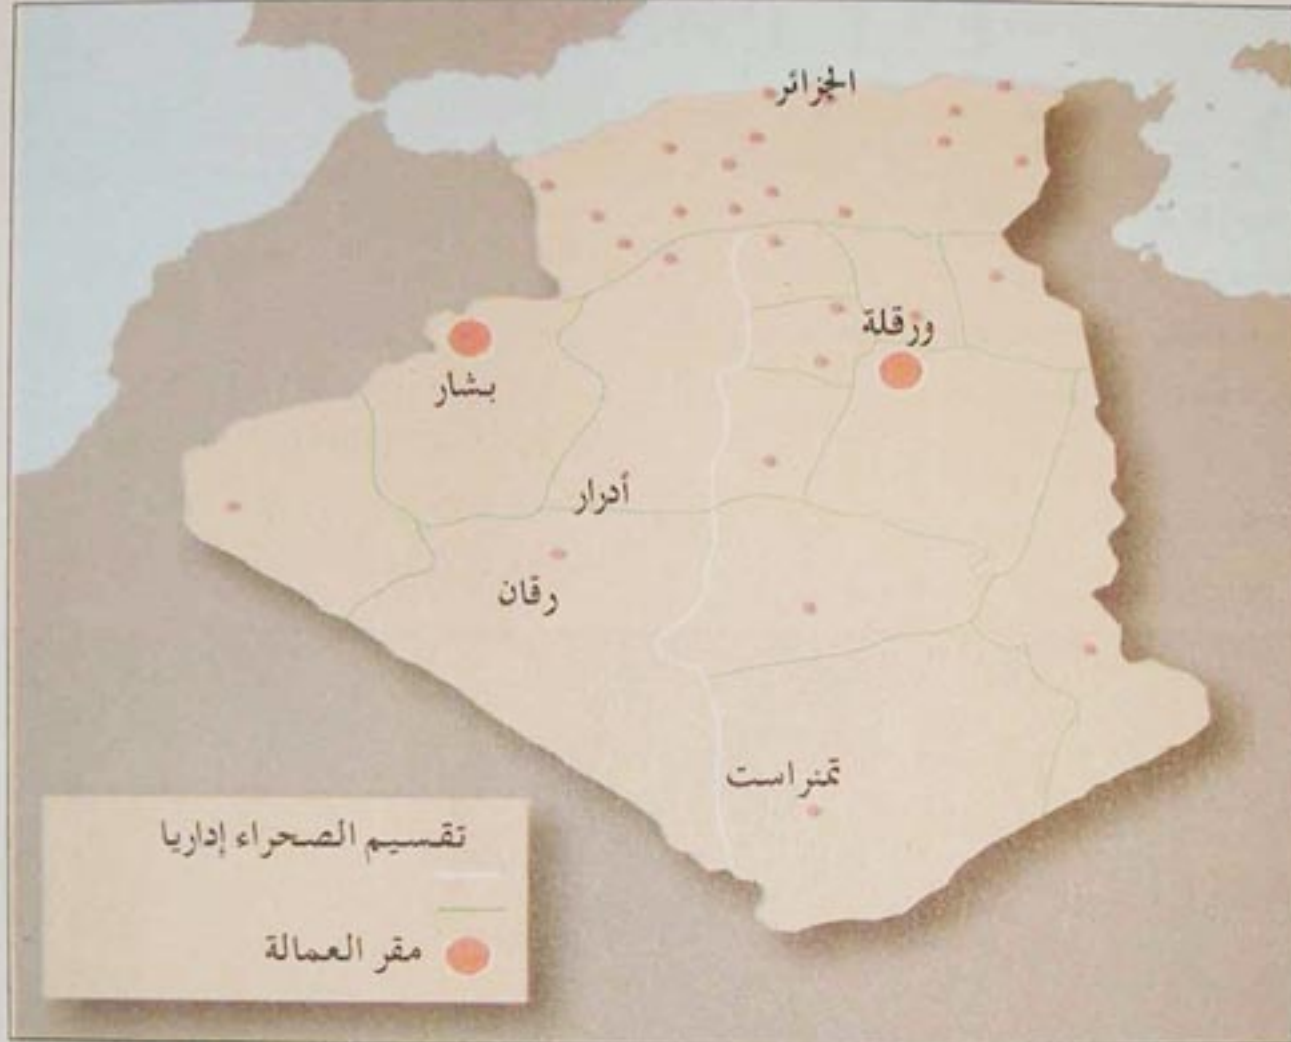 الجزائر
ورقلة
بشار
أدرار
رقان
تمنراست
تقسيم الصحراء إداريا
مقر العمالة